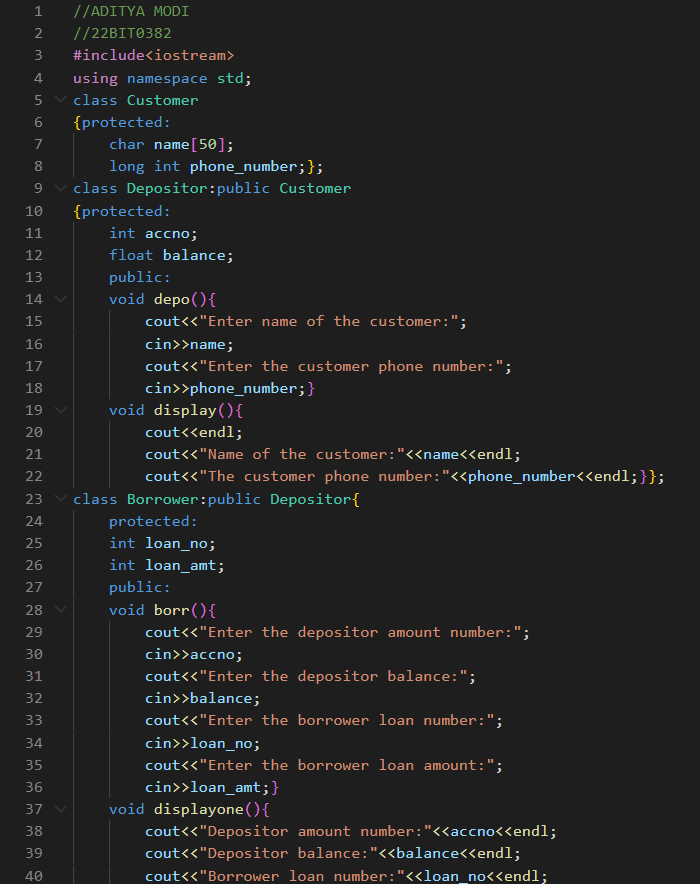 1 //ADITYA MODI
2 //22BIT0382
3 #include<iostream>
4 using namespace std;
5 class Customer
6 {protected:
7 char name[50];
8 long int phone_number;};
9 class Depositor:public Customer
10 {protected:
11 int accno;
12 float balance;
13 public:
14 void depo(){
15 cout<<"Enter name of the customer:";
16 cin>>name;
17 cout<<"Enter the customer phone number:";
18 cin>>phone_number;}
19 void display(){
20 cout<<endl;
21 cout<<"Name of the customer:"<<name<<endl;
22 cout<<"The customer phone number:"<<phone_number<<endl;}};
23 class Borrower:public Depositor{
24 protected:
25 int loan_no;
26 int loan_amt;
27 public:
28 void borr(){
29 cout<<"Enter the depositor amount number:";
30 cin>>accno;
31 cout<<"Enter the depositor balance:";
32 cin>>balance;
33 cout<<"Enter the borrower loan number:";
34 cin>>loan_no;
35 cout<<"Enter the borrower loan amount:";
36 cin>>loan_amt;}
37 void displayone(){
38 cout<<"Depositor amount number:"<<accno<<endl;
39 cout<<"Depositor balance:"<<balance<<endl;
40 cout<<"Borrower loan number:"<<loan_no<<endl;